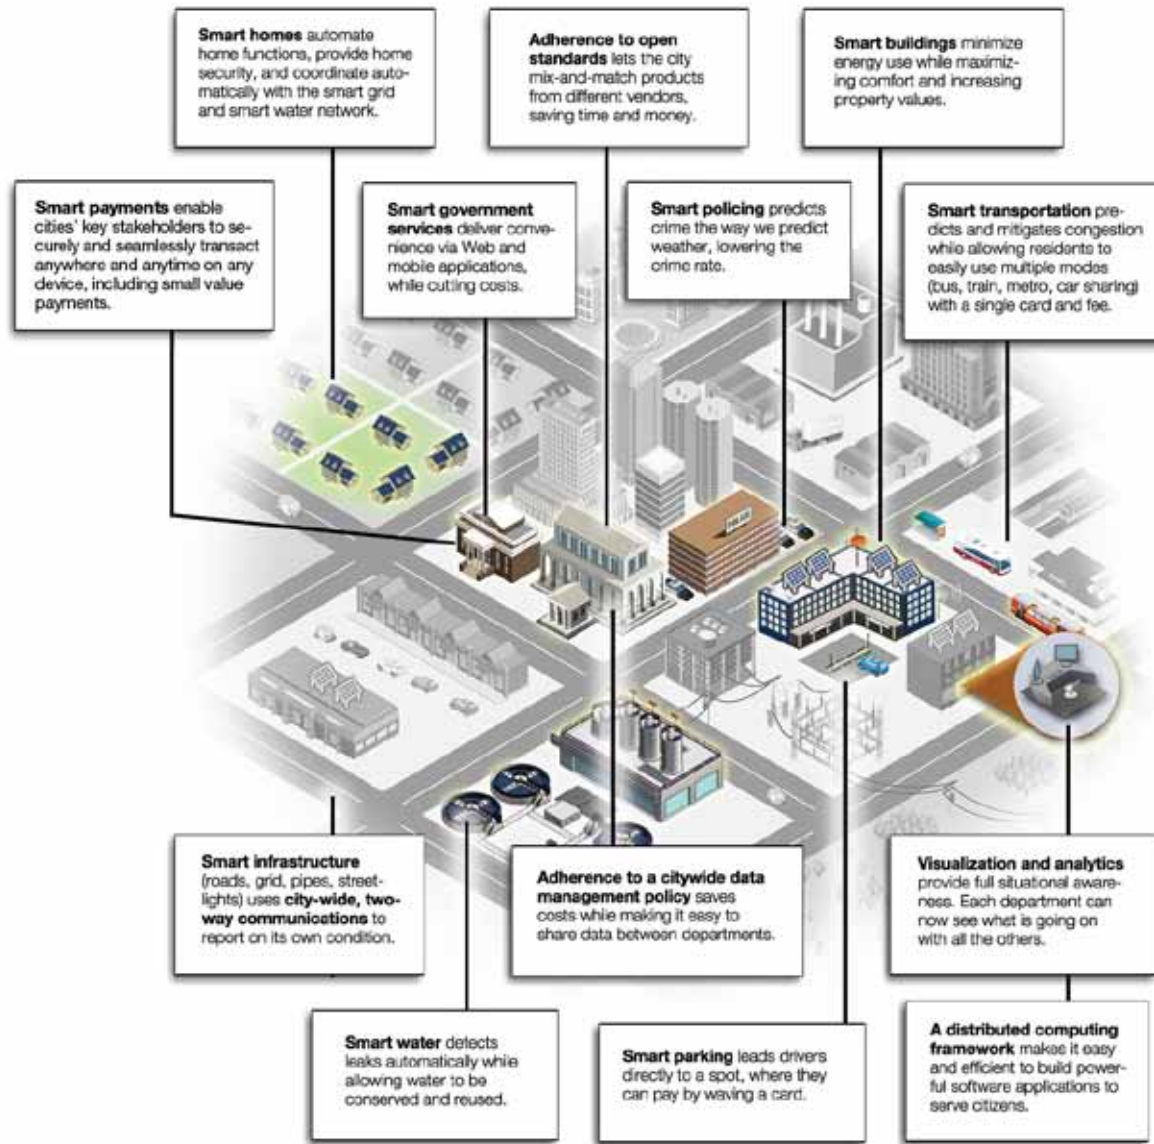 Smart homes automate
home functions, provide home
security, and coordinate auto-
matically with the smart grid
and smart water network.
Adherence to open
standards lets the city
mix-and-match products
from different vendors,
saving time and money.
Smart buildings minimize
energy use while maximiz-
ing comfort and increasing
property values.
Smart payments enable
cities' key stakeholders to se-
curely and seamlessly transact
anywhere and anytime on any
device, including small value
payments.
Smart government
services deliver conve-
nience via Web and
mobile applications,
while cutting costs.
Smart policing predicts
crime the way we predict
weather, lowering the
crime rate.
Smart transportation pre-
dicts and mitigates congestion
while allowing residents to
easily use multiple modes
(bus, train, metro, car sharing)
with a single card and fee.
Smart infrastructure
(roads, grid, pipes, street-
lights) uses city-wide, two-
way communications to
report on its own condition.
Adherence to a citywide data
management policy saves
costs while making it easy to
share data between departments.
Visualization and analytics
provide full situational aware-
ness. Each department can
now see what is going on
with all the others.
Smart water detects
leaks automatically while
allowing water to be
conserved and reused.
Smart parking leads drivers
directly to a spot, where they
can pay by waving a card.
A distributed computing
framework makes it easy
and efficient to build power-
ful software applications to
serve citizens.